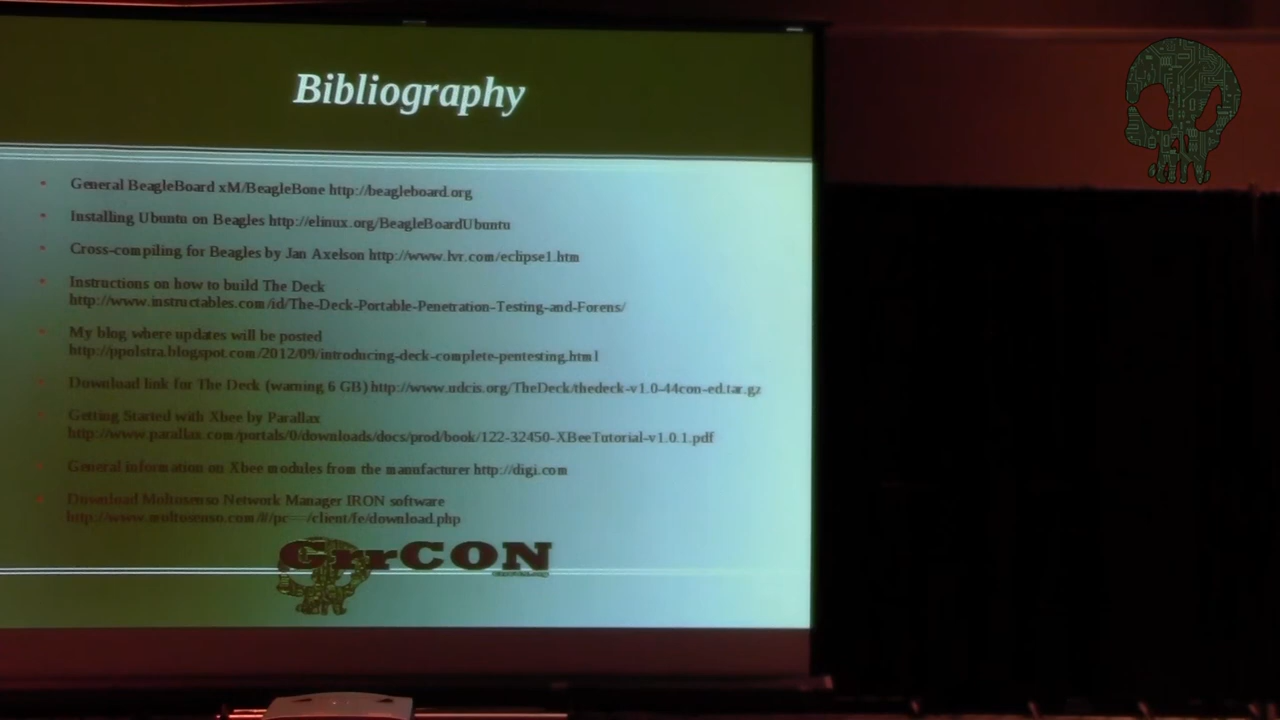 Bibliography
General BeagleBoard xM/BeagleBone http://beagleboard.org
Installing Ubuntu on Beagles http://elinux.org/BeagleBoardUbuntu
Cross-compiling for Beagles by Jan Axelson http://www.lvr.com/eclipse1.htm
Instructions on how to build The Deck
http://www.instructables.com/id/The-Deck-Portable-Penetration-Testing-and-Forens/
My blog where updates will be posted
http://ppolstra.blogspot.com/2012/09/introducing-deck-complete-pentesting.html
Download link for The Deck (warning 6 GB) http://www.udcis.org/TheDeck/thedeck-v1.0-44con-ed.tar.gz
Getting Started with Xbee by Parallax
http://www.parallax.com/portals/0/downloads/docs/prod/book/122-32450-XBeeTutorial-v1.0.1.pdf
General information on Xbee modules from the manufacturer http://digi.com
Download Moltosenso Network Manager IRON software
/client/fe/download.php
GrrCON